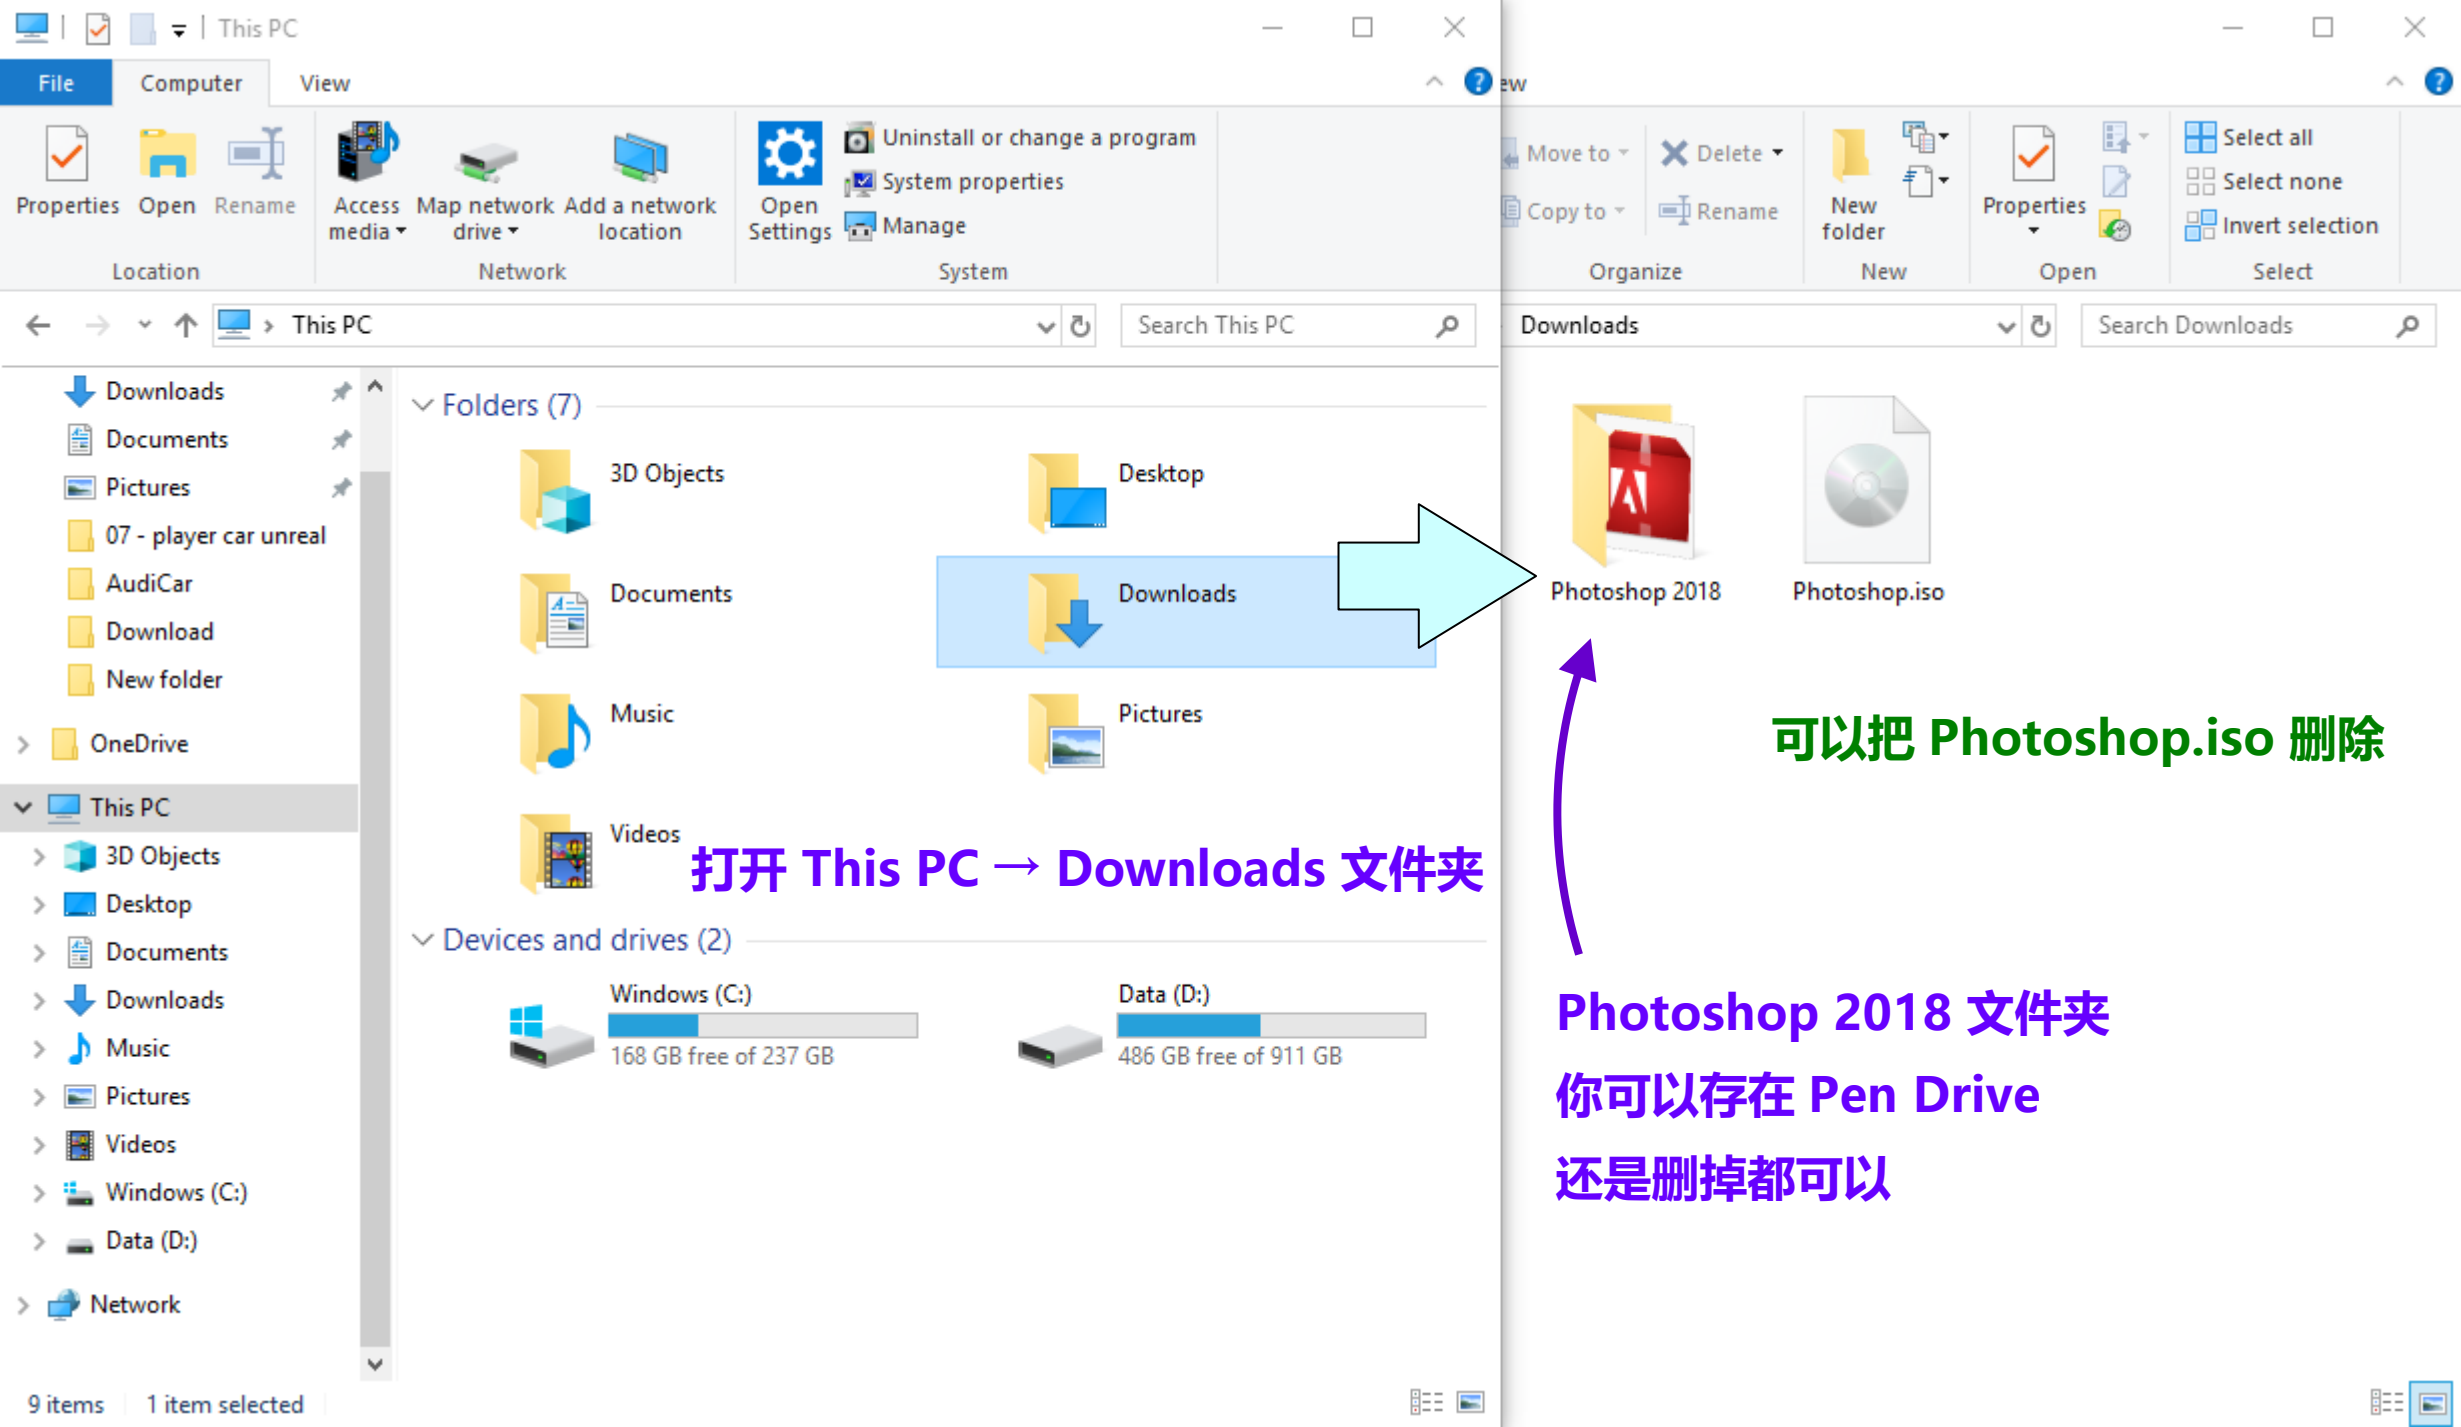 This PC
File
Computer
View
Properties
Open
Rename
Access media
Map network drive
Add a network location
Open Settings
Uninstall or change a program
System properties
Manage
Location
Network
System
This PC
Search This PC
Downloads
Documents
Pictures
07 - player car unreal
AudiCar
Download
New folder
OneDrive
This PC
3D Objects
Desktop
Documents
Downloads
Music
Pictures
Videos
Windows (C:)
Data (D:)
Network
Folders (7)
3D Objects
Desktop
Documents
Downloads
Music
Pictures
Videos
打开 This PC → Downloads 文件夹
Devices and drives (2)
Windows (C:)
168 GB free of 237 GB
Data (D:)
486 GB free of 911 GB
9 items
1 item selected
ew
Move to
Copy to
Delete
Rename
New folder
Properties
Select all
Select none
Invert selection
Organize
New
Open
Select
Downloads
Search Downloads
Photoshop 2018
Photoshop.iso
可以把 Photoshop.iso 删除
Photoshop 2018 文件夹
你可以存在 Pen Drive
还是删掉都可以